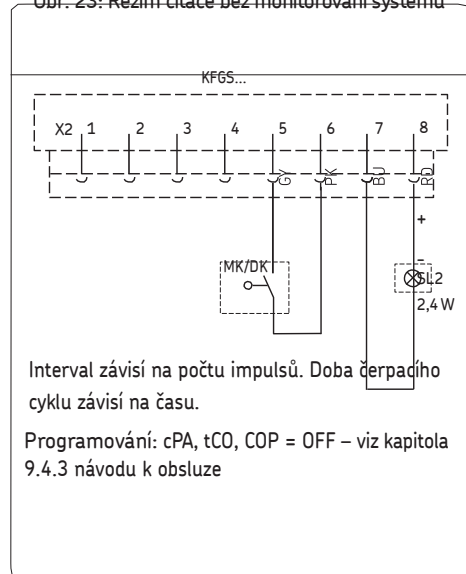 Obr. 23: Režim čítače bez monitorování systému
KFGS...
X2 1 2 3 4 5 6 7 8
GY PK BU RD
+
–
MK/DK
SL2
2,4 W
Interval závisí na počtu impulsů. Doba čerpacího
cyklu závisí na času.
Programování: cPA, tCO, COP = OFF – viz kapitola
9.4.3 návodu k obsluze